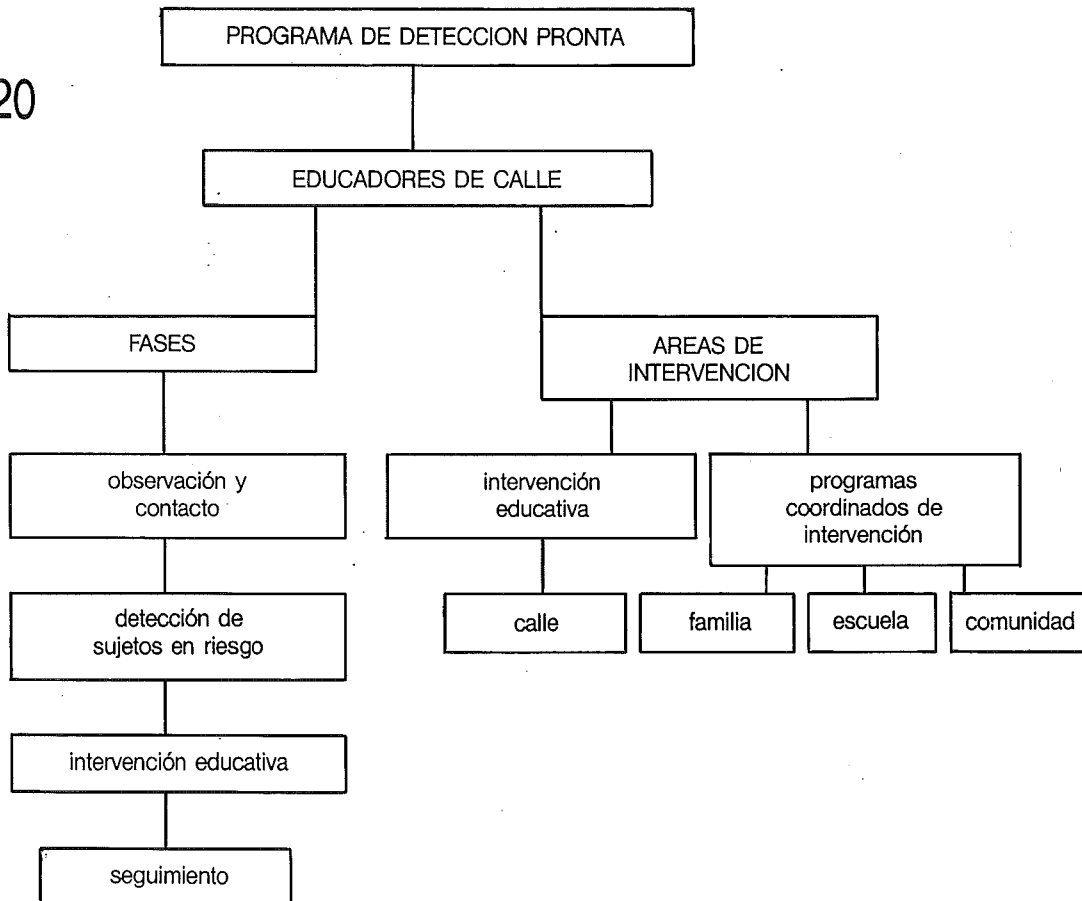 PROGRAMA DE DETECCION PRONTA
20
EDUCADORES DE CALLE
FASES
AREAS DE
INTERVENCION
observación y
contacto
intervención
educativa
programas
coordinados de
intervención
detección de
sujetos en riesgo
calle
familia
escuela
comunidad
intervención educativa
seguimiento